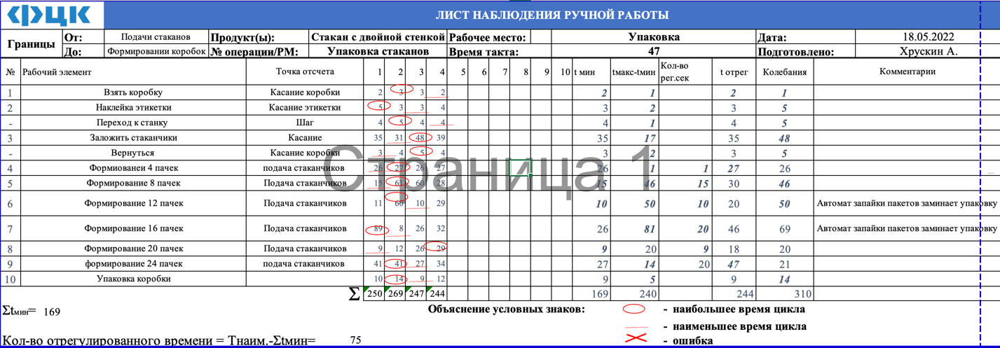 ФЦК ЛИСТ НАБЛЮДЕНИЯ РУЧНОЙ РАБОТЫ
Границы От: Подачи стаканов Продукт(ы): Стакан с двойной стенкой Рабочее место: Упаковка Дата: 18.05.2022
До: Формировании коробок № операции/РМ: Упаковка стаканов Время такта: 47 Подготовлено: Хрускин А.
№ Рабочий элемент Точка отсчета 1 2 3 4 5 6 7 8 9 10 t мин tмакс-tмин Кол-во рег.сек t отрег Колебания Комментарии
1 Взять коробку Касание коробки 2 3 3 2 2 1 2 1
2 Наклейка этикетки Касание этикетки 5 3 3 4 3 2 3 5
- Переход к станку Шаг 4 5 4 4 4 1 4 5
3 Заложить стаканчики Касание 35 31 48 39 35 17 35 48
- Вернуться Касание коробки 3 4 5 4 3 2 3 5
4 Формиованеи 4 пачек подача стаканчиков 26 27 26 27 26 1 1 27 26
5 Формирование 8 пачек Подача стаканчиков 15 61 60 28 15 46 15 30 46
6 Формирование 12 пачек Подача стаканчиков 11 60 10 29 10 50 10 20 50 Автомат запайки пакетов заминает упаковку
7 Формирование 16 пачек Подача стаканчиков 89 8 26 32 26 81 20 46 69 Автомат запайки пакетов заминает упаковку
8 Формирование 20 пачек Подача стаканчиков 9 12 26 29 9 20 9 18 20
9 формирование 24 пачек подача стаканчиков 41 41 27 34 27 14 20 47 21
10 Упаковка коробки 10 14 9 12 9 5 9 14
Σ 250 269 247 244 169 240 244 310
Страница 1
Σtмин= 169
Объяснение условных знаков: - наибольшее время цикла
- наименьшее время цикла
Кол-во отрегулированного времени = Тнаим.-Σtмин= 75
- ошибка